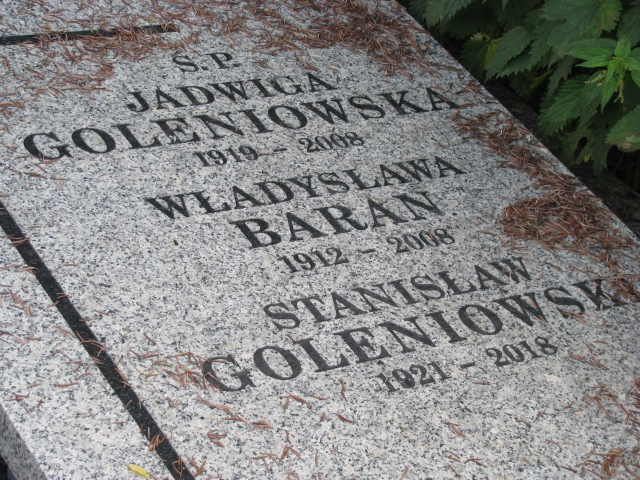 Ś.P.
JADWIGA
GOLENIOWSKA
1919 - 2008
WŁADYSŁAWA
BARAN
1912 - 2008
STANISŁAW
GOLENIOWSKI
1921 - 2018